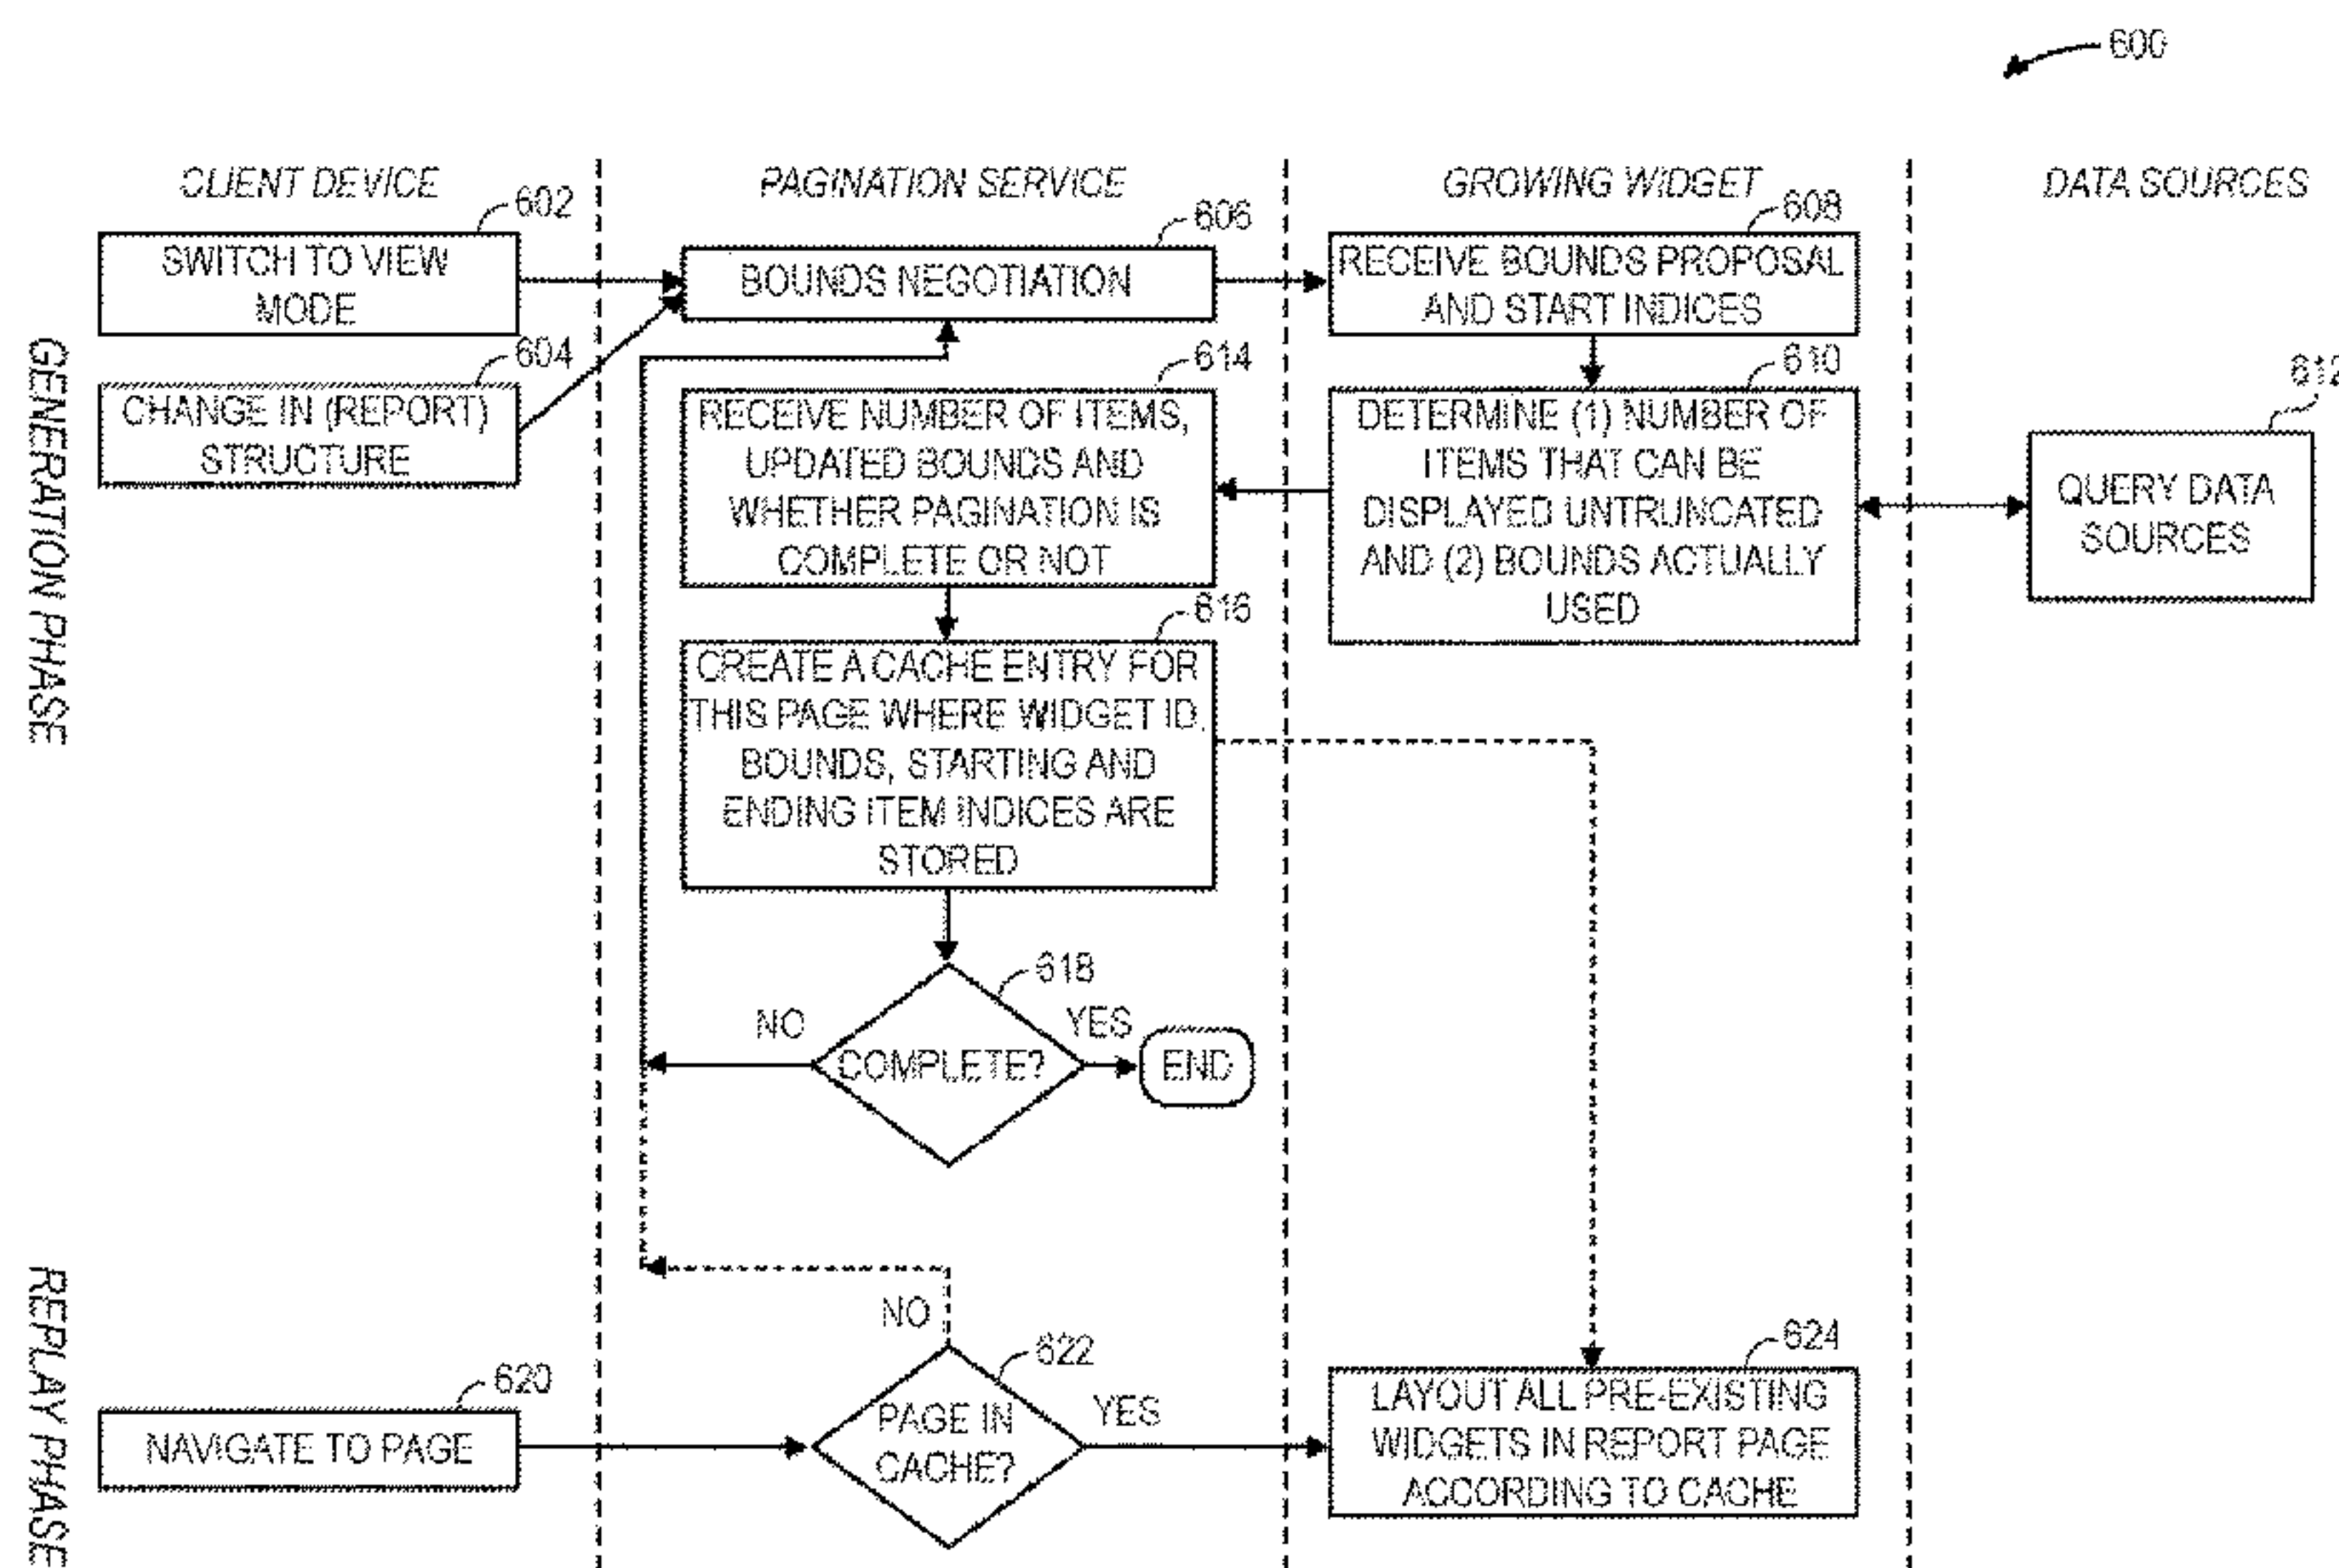 600
CLIENT DEVICE
PAGINATION SERVICE
GROWING WIDGET
DATA SOURCES
602
SWITCH TO VIEW
MODE
606
BOUNDS NEGOTIATION
608
RECEIVE BOUNDS PROPOSAL
AND START INDICES
604
CHANGE IN (REPORT)
STRUCTURE
614
RECEIVE NUMBER OF ITEMS,
UPDATED BOUNDS AND
WHETHER PAGINATION IS
COMPLETE OR NOT
610
DETERMINE (1) NUMBER OF
ITEMS THAT CAN BE
DISPLAYED UNTRUNCATED
AND (2) BOUNDS ACTUALLY
USED
612
QUERY DATA
SOURCES
GENERATION PHASE
616
CREATE A CACHE ENTRY FOR
THIS PAGE WHERE WIDGET ID,
BOUNDS, STARTING AND
ENDING ITEM INDICES ARE
STORED
618
NO
YES
COMPLETE?
END
REPLAY PHASE
620
NAVIGATE TO PAGE
NO
622
YES
PAGE IN
CACHE?
624
LAYOUT ALL PRE-EXISTING
WIDGETS IN REPORT PAGE
ACCORDING TO CACHE